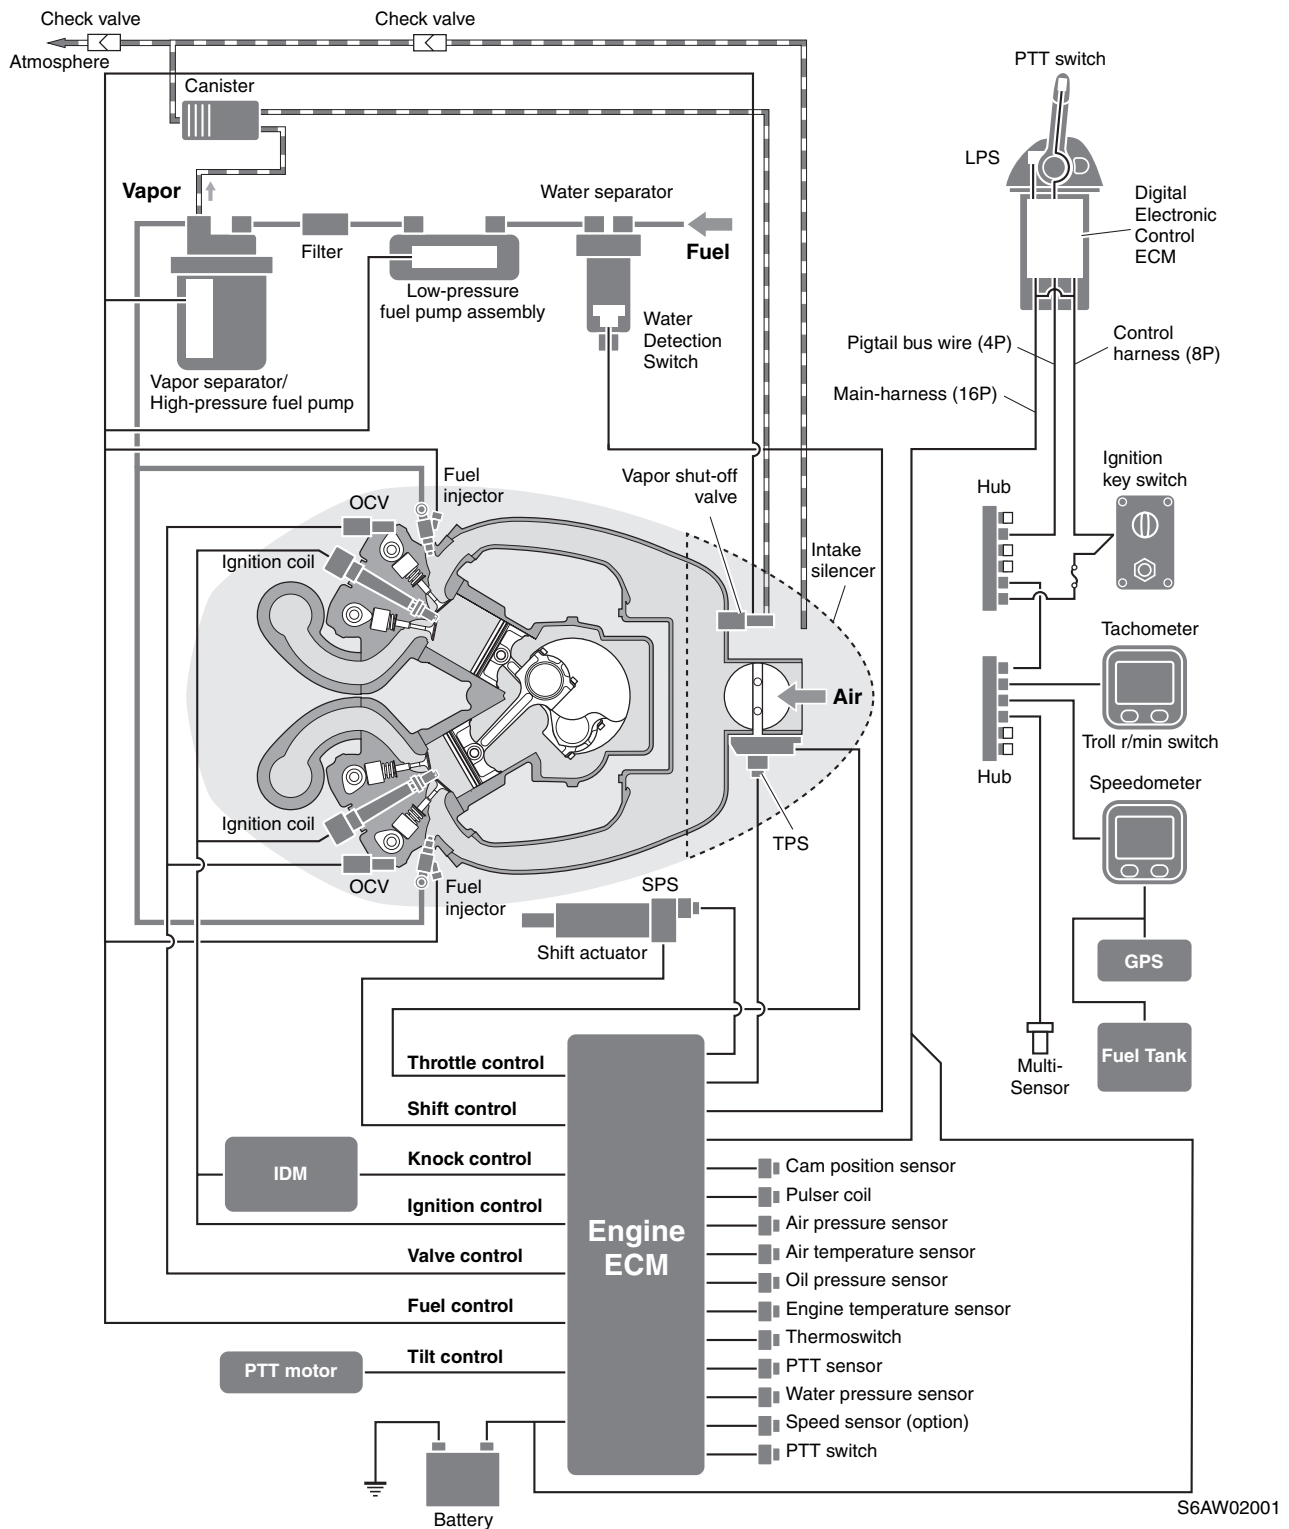 Check valve
Check valve
Atmosphere
PTT switch
Canister
LPS
Vapor
Water separator
Digital
Electronic
Control
ECM
Filter
Fuel
Low-pressure
fuel pump assembly
Water
Detection
Switch
Pigtail bus wire (4P)
Control
harness (8P)
Vapor separator/
High-pressure fuel pump
Main-harness (16P)
Fuel
injector
Vapor shut-off
valve
Hub
Ignition
key switch
OCV
Ignition coil
Intake
silencer
Tachometer
Air
Troll r/min switch
Hub
Speedometer
Ignition coil
TPS
OCV
Fuel
injector
SPS
Shift actuator
GPS
Fuel Tank
Multi-
Sensor
Throttle control
Shift control
Knock control
IDM
Ignition control
Engine
ECM
Valve control
Fuel control
Tilt control
PTT motor
Cam position sensor
Pulser coil
Air pressure sensor
Air temperature sensor
Oil pressure sensor
Engine temperature sensor
Thermoswitch
PTT sensor
Water pressure sensor
Speed sensor (option)
PTT switch
Battery
S6AW02001